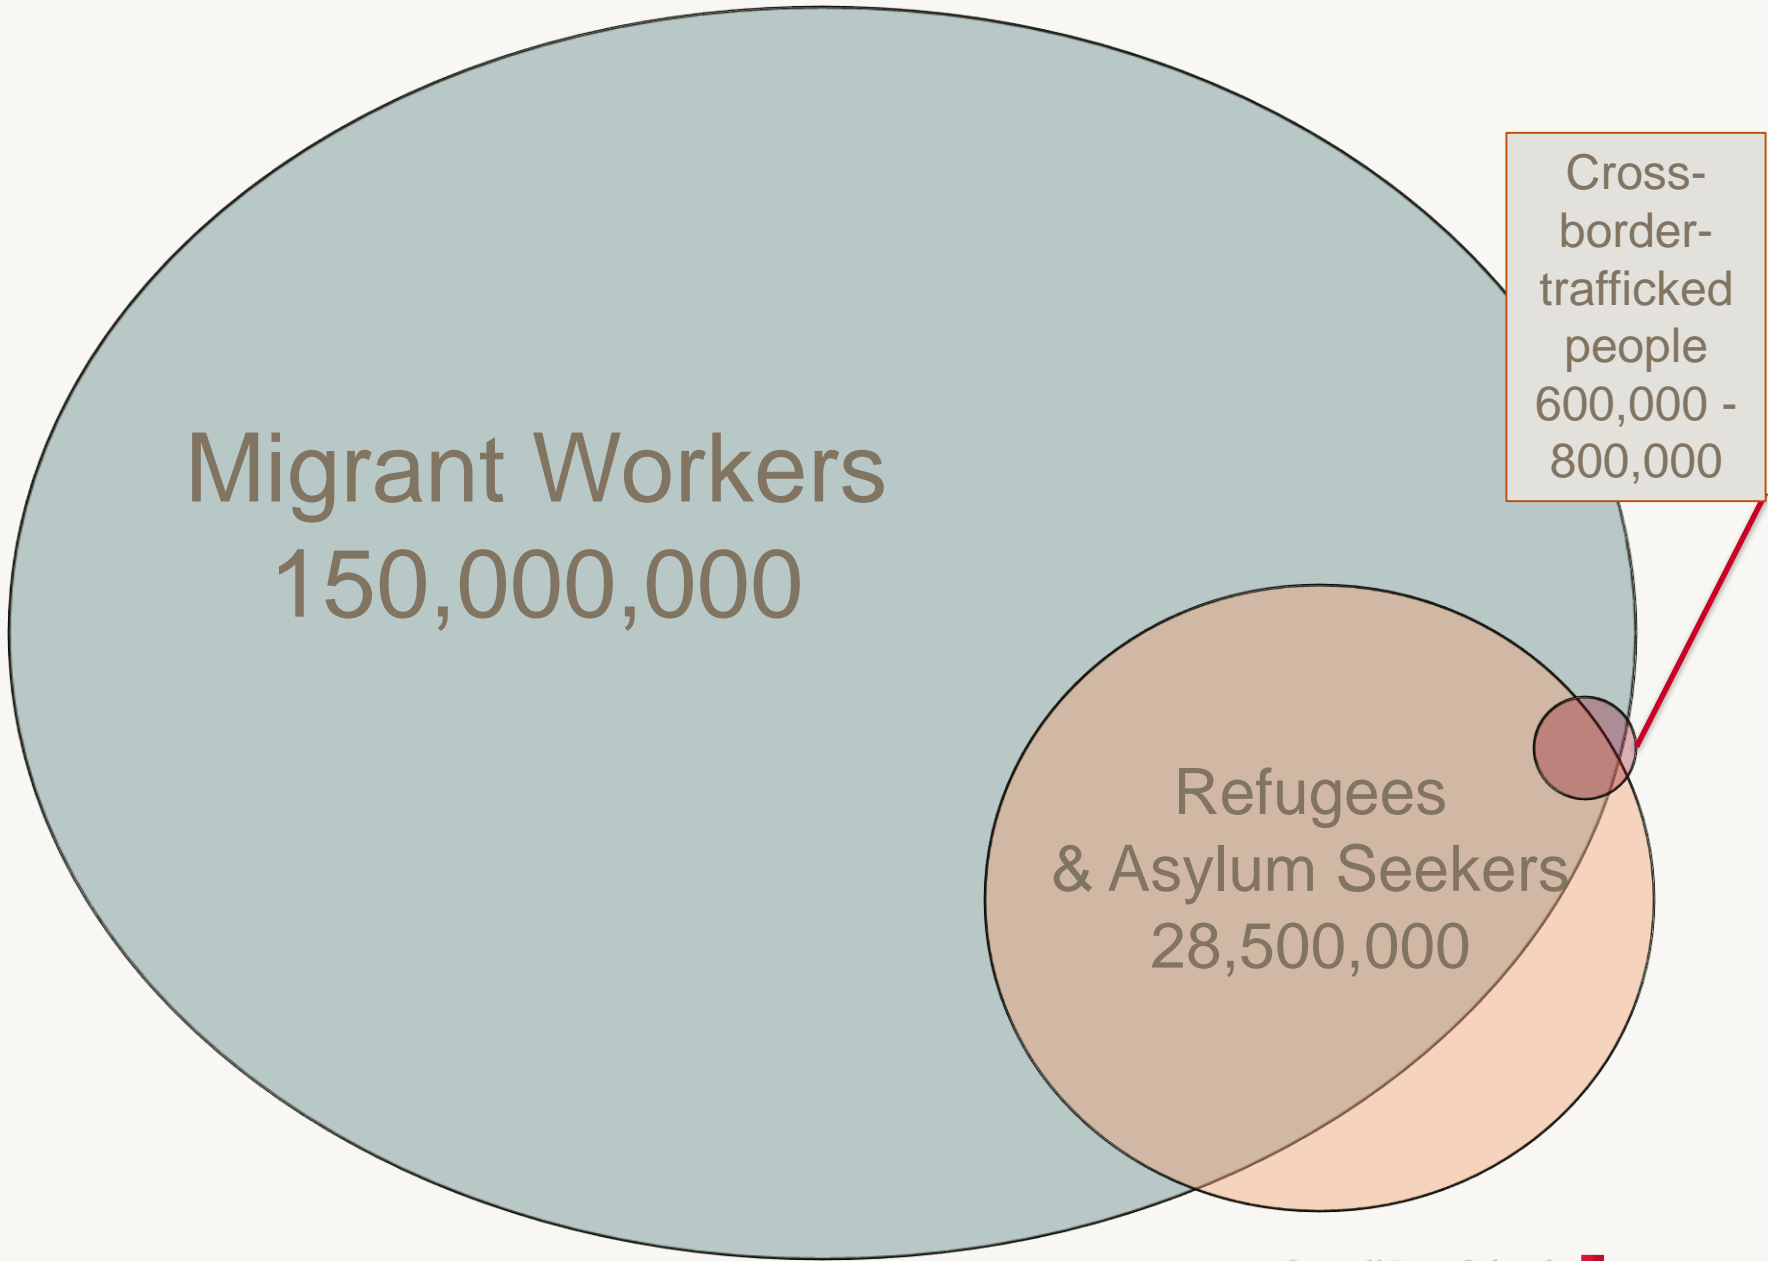 Migrant Workers
150,000,000
Cross-
border-
trafficked
people
600,000 -
800,000
Refugees
& Asylum Seekers
28,500,000